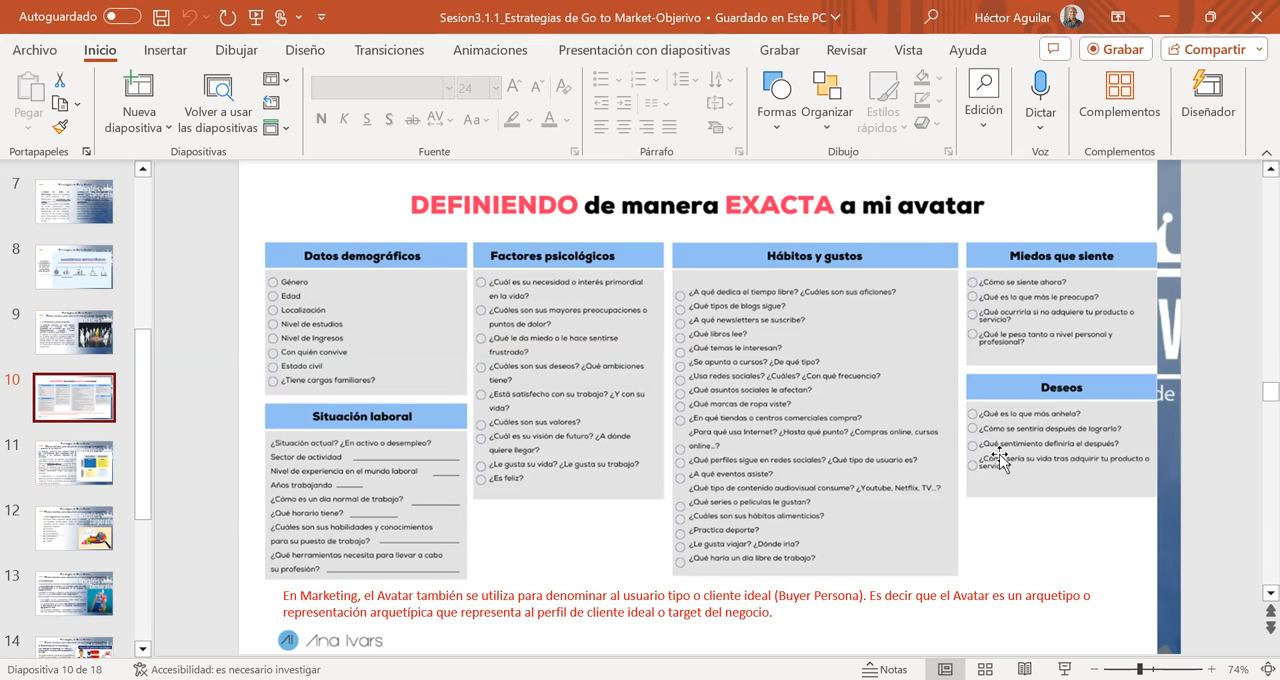 Autoguardado
Sesion3.1.1_Estrategias de Go to Market-Objerivo • Guardado en Este PC
Héctor Aguilar
Archivo Inicio Insertar Dibujar Diseño Transiciones Animaciones Presentación con diapositivas Grabar Revisar Vista Ayuda
Grabar
Compartir
Pegar
Portapapeles
Nueva
diapositiva
Volver a usar
las diapositivas
Diapositivas
24
N K S S ab AV Aa A
Fuente
Párrafo
Formas
Organizar
Estilos
rápidos
Dibujo
Edición
Dictar
Voz
Complementos
Complementos
Diseñador
7
8
9
10
11
12
13
14
DEFINIENDO de manera EXACTA a mi avatar
Datos demográficos
Género
Edad
Localización
Nivel de estudios
Nivel de Ingresos
Con quién convive
Estado civil
¿Tiene cargas familiares?
Situación laboral
¿Situación actual? ¿En activo o desempleo?
Sector de actividad
Nivel de experiencia en el mundo laboral
Años trabajando
¿Cómo es un día normal de trabajo?
¿Qué horario tiene?
¿Cuáles son sus habilidades y conocimientos
para su puesto de trabajo?
¿Qué herramientas necesita para llevar a cabo
su profesión?
Factores psicológicos
¿Cuál es su necesidad o interés primordial
en la vida?
¿Cuáles son sus mayores preocupaciones o
puntos de dolor?
¿Qué le da miedo o le hace sentirse
frustrado?
¿Cuáles son sus deseos? ¿Qué ambiciones
tiene?
¿Está satisfecho con su trabajo? ¿Y con su
vida?
¿Cuáles son sus valores?
¿Cuál es su visión de futuro? ¿A dónde
quiere llegar?
¿Le gusta su vida? ¿Le gusta su trabajo?
¿Es feliz?
Hábitos y gustos
¿A qué dedica el tiempo libre? ¿Cuáles son sus aficiones?
¿Qué tipos de blogs sigue?
¿A qué newsletters se suscribe?
¿Qué libros lee?
¿Qué temas le interesan?
¿Se apunta a cursos? ¿De qué tipo?
¿Usa redes sociales? ¿Cuáles? ¿Con qué frecuencia?
¿Qué asuntos sociales le afectan?
¿Qué marcas de ropa viste?
¿En qué tiendas o centros comerciales compra?
¿Para qué usa Internet? ¿Hasta qué punto? ¿Compras online, cursos
online...?
¿Qué perfiles sigue en redes sociales? ¿Qué tipo de usuario es?
¿A qué eventos asiste?
¿Qué tipo de contenido audiovisual consume? ¿Youtube, Netflix, TV..?
¿Qué series o películas le gustan?
¿Cuáles son sus hábitos alimenticios?
¿Practica deporte?
¿Le gusta viajar? ¿Dónde iría?
¿Qué haría un día libre de trabajo?
Miedos que siente
¿Cómo se siente ahora?
¿Qué es lo que más le preocupa?
¿Qué ocurriría si no adquiere tu producto o
servicio?
¿Qué le pesa tanto a nivel personal y
profesional?
Deseos
¿Qué es lo que más anhela?
¿Cómo se sentiría después de lograrlo?
¿Qué sentimiento definiría el después?
¿Cómo sería su vida tras adquirir tu producto o
servicio?
de
En Marketing, el Avatar también se utiliza para denominar al usuario tipo o cliente ideal (Buyer Persona). Es decir que el Avatar es un arquetipo o
representación arquetípica que representa al perfil de cliente ideal o target del negocio.
AI Ana Ivars
Diapositiva 10 de 18
Accesibilidad: es necesario investigar
Notas
74%